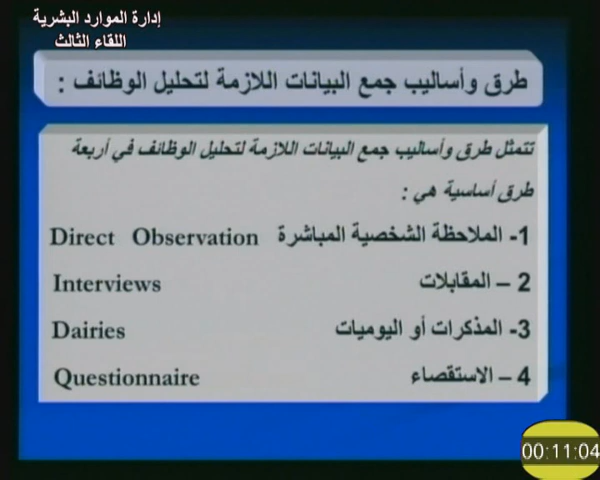 إدارة الموارد البشرية
اللقاء الثالث
طرق وأساليب جمع البيانات اللازمة لتحليل الوظائف :
تتمثل طرق وأساليب جمع البيانات اللازمة لتحليل الوظائف في أربعة
طرق أساسية هي :
1- الملاحظة الشخصية المباشرة Direct Observation
2 – المقابلات Interviews
3- المذكرات أو اليوميات Dairies
4 – الاستقصاء Questionnaire
00:11:04